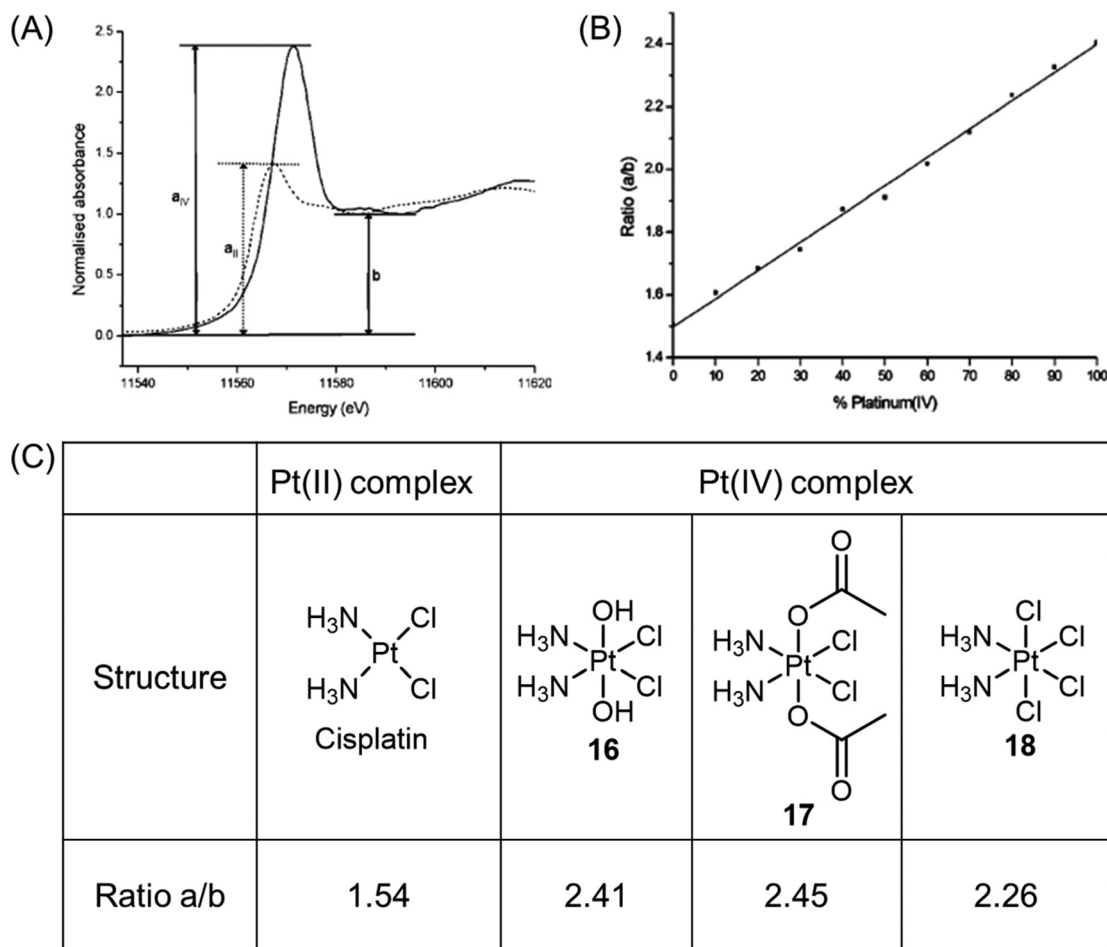 (A)
2.5
2.0
1.5
1.0
0.5
0.0
Normalised absorbance
aIV
aII
b
11540 11560 11580 11600 11620
Energy (eV)
(B)
2.4
2.2
2.0
1.8
1.6
1.4
Ratio (a/b)
0 10 20 30 40 50 60 70 80 90 100
% Platinum(IV)
(C)
Pt(II) complex Pt(IV) complex
Structure
H3N Cl
Pt
H3N Cl
Cisplatin
OH
H3N Cl
Pt
H3N Cl
OH
16
O
O
H3N Cl
Pt
H3N Cl
O
O
17
Cl
H3N Cl
Pt
H3N Cl
Cl
18
Ratio a/b 1.54 2.41 2.45 2.26